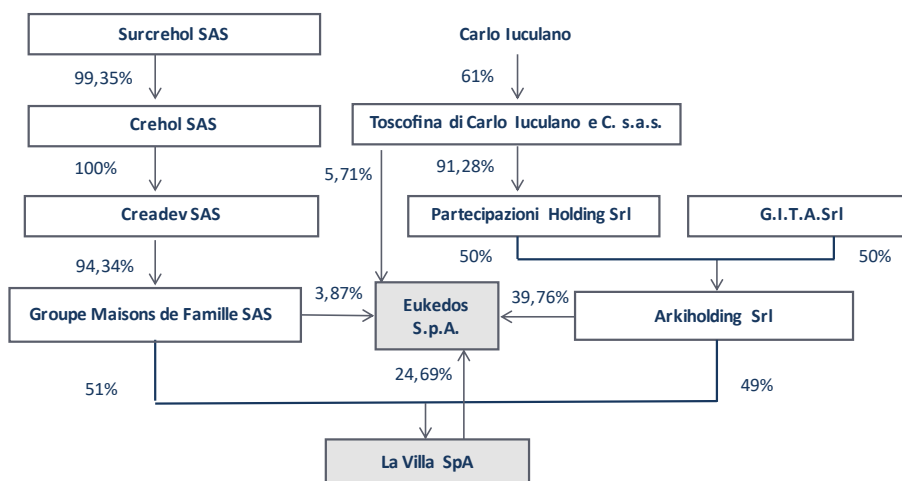 Surcrehol SAS
Carlo Iuculano
99,35%
61%
Crehol SAS
Toscofina di Carlo Iuculano e C. s.a.s.
100%
5,71%
91,28%
Creadev SAS
Partecipazioni Holding Srl
G.I.T.A.Srl
94,34%
50%
50%
3,87%
39,76%
Groupe Maisons de Famille SAS
Eukedos
S.p.A.
Arkiholding Srl
51%
24,69%
49%
La Villa SpA